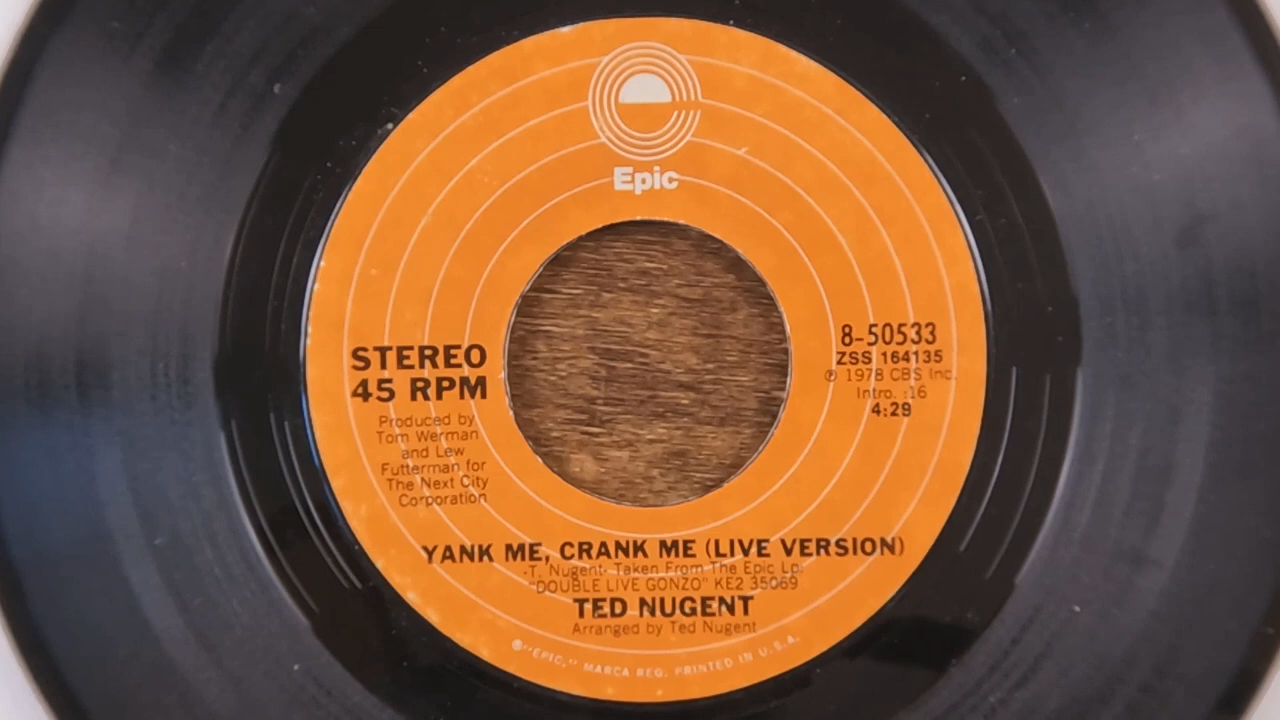 Epic
STEREO
45 RPM
Produced by
Tom Werman
and Lew
Futterman for
The Next City
Corporation
8-50533
ZSS 164135
℗ 1978 CBS Inc.
Intro. :16
4:29
YANK ME, CRANK ME (LIVE VERSION)
-T. Nugent- Taken From The Epic Lp:
"DOUBLE LIVE GONZO" KE2 35069
TED NUGENT
Arranged by Ted Nugent
®"EPIC," MARCA REG. PRINTED IN U.S.A.